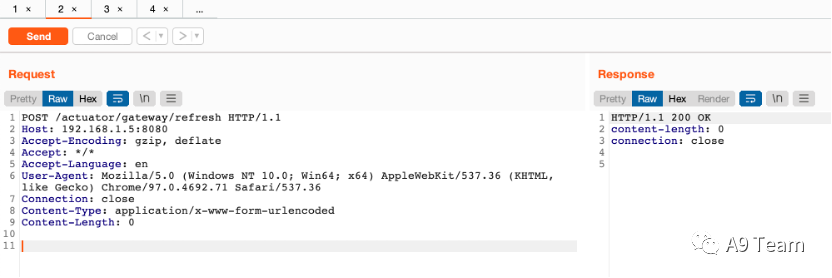 1 × 2 × 3 × 4 × ...
Send Cancel < ▼ > ▼
Request
Pretty Raw Hex \n
1 POST /actuator/gateway/refresh HTTP/1.1
2 Host: 192.168.1.5:8080
3 Accept-Encoding: gzip, deflate
4 Accept: */*
5 Accept-Language: en
6 User-Agent: Mozilla/5.0 (Windows NT 10.0; Win64; x64) AppleWebKit/537.36 (KHTML,
like Gecko) Chrome/97.0.4692.71 Safari/537.36
7 Connection: close
8 Content-Type: application/x-www-form-urlencoded
9 Content-Length: 0
10
11
Response
Pretty Raw Hex Render \n
1 HTTP/1.1 200 OK
2 content-length: 0
3 connection: close
4
5
A9 Team